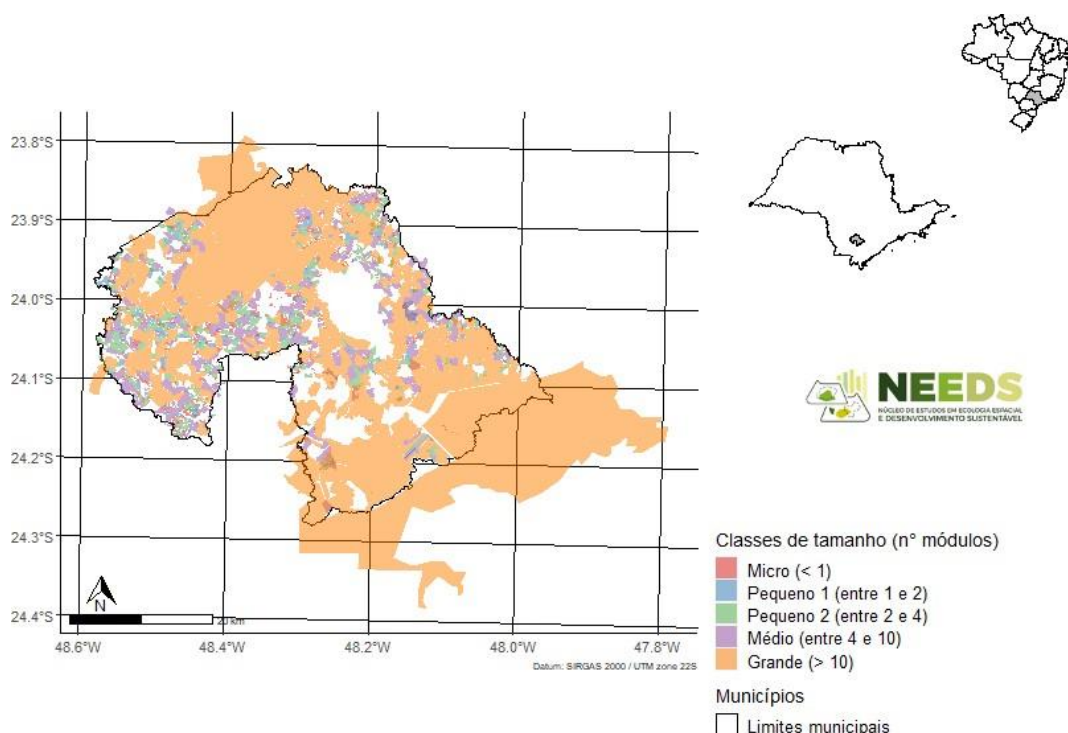 23.8°S
23.9°S
24.0°S
24.1°S
24.2°S
24.3°S
24.4°S
N
20 km
48.6°W
48.4°W
48.2°W
48.0°W
47.8°W
Datum: SIRGAS 2000 / UTM zone 22S
NEEDS
NÚCLEO DE ESTUDOS EM ECOLOGIA ESPACIAL
E DESENVOLVIMENTO SUSTENTÁVEL
Classes de tamanho (n° módulos)
Micro (< 1)
Pequeno 1 (entre 1 e 2)
Pequeno 2 (entre 2 e 4)
Médio (entre 4 e 10)
Grande (> 10)
Municípios
Limites municipais